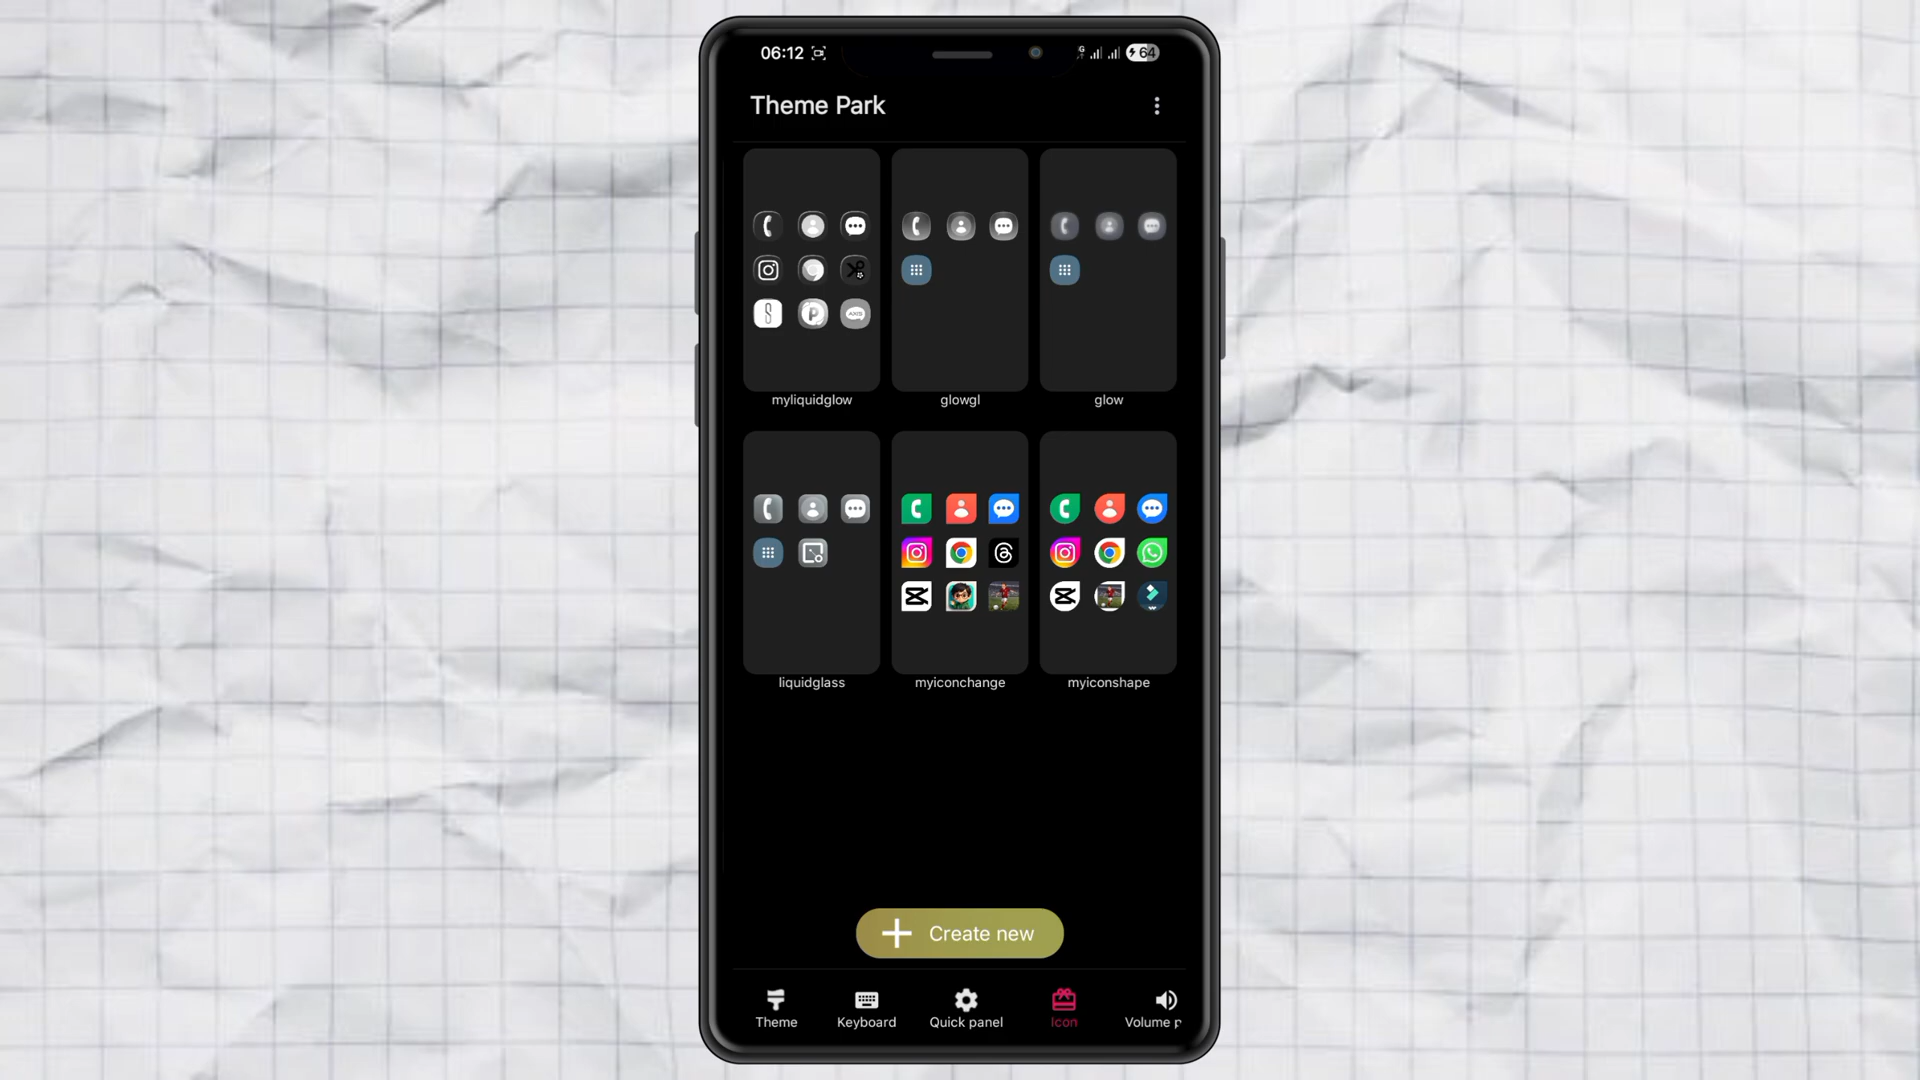 06:12
64
Theme Park
myliquidglow
glowgl
glow
liquidglass
myiconchange
myiconshape
Create new
Theme
Keyboard
Quick panel
Icon
Volume p